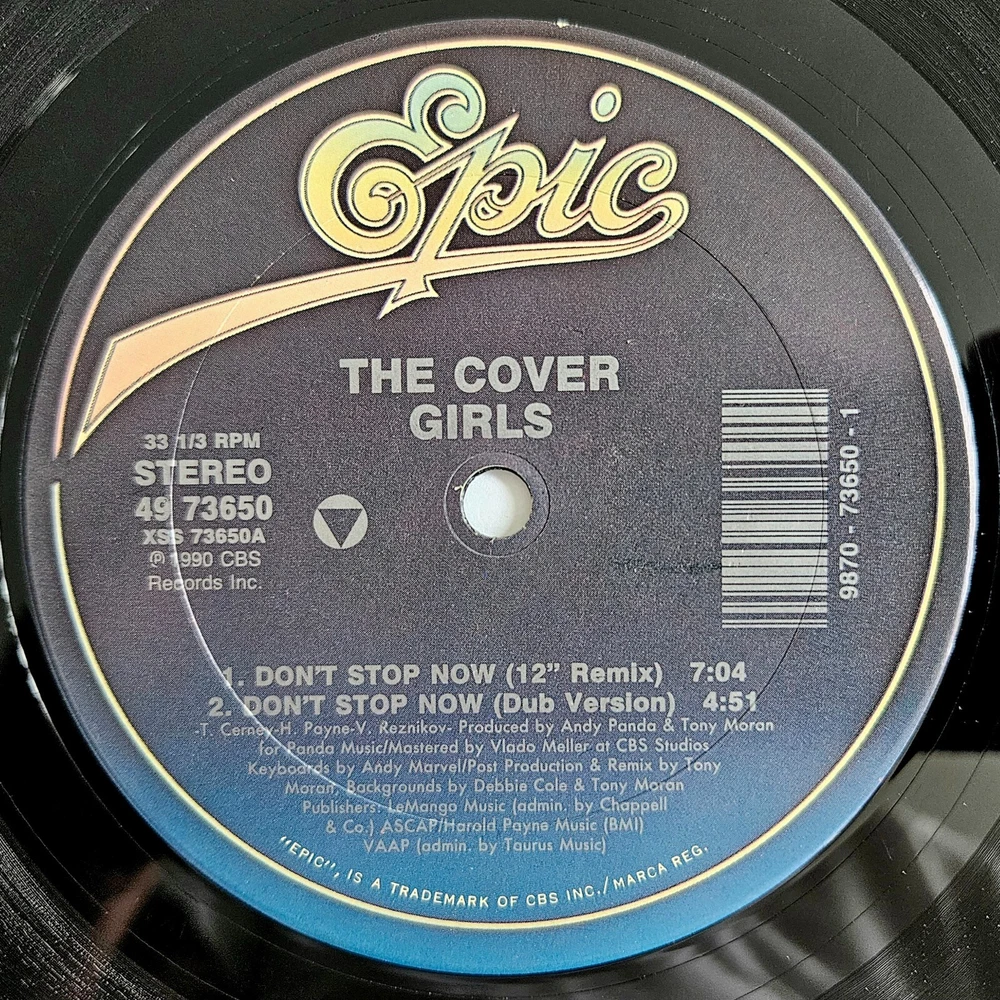 Epic
THE COVER
GIRLS
33 1/3 RPM
STEREO
49 73650
XSS 73650A
℗ 1990 CBS
Records Inc.
9870 - 73650 - 1
1. DON'T STOP NOW (12” Remix) 7:04
2. DON'T STOP NOW (Dub Version) 4:51
-T. Cerney-H. Payne-V. Reznikov- Produced by Andy Panda & Tony Moran
for Panda Music/Mastered by Vlado Meller at CBS Studios
Keyboards by Andy Marvel/Post Production & Remix by Tony
Moran, Backgrounds by Debbie Cole & Tony Moran
Publishers: LeMango Music (admin. by Chappell
& Co.) ASCAP/Harold Payne Music (BMI)
VAAP (admin. by Taurus Music)
"EPIC", IS A TRADEMARK OF CBS INC./MARCA REG.